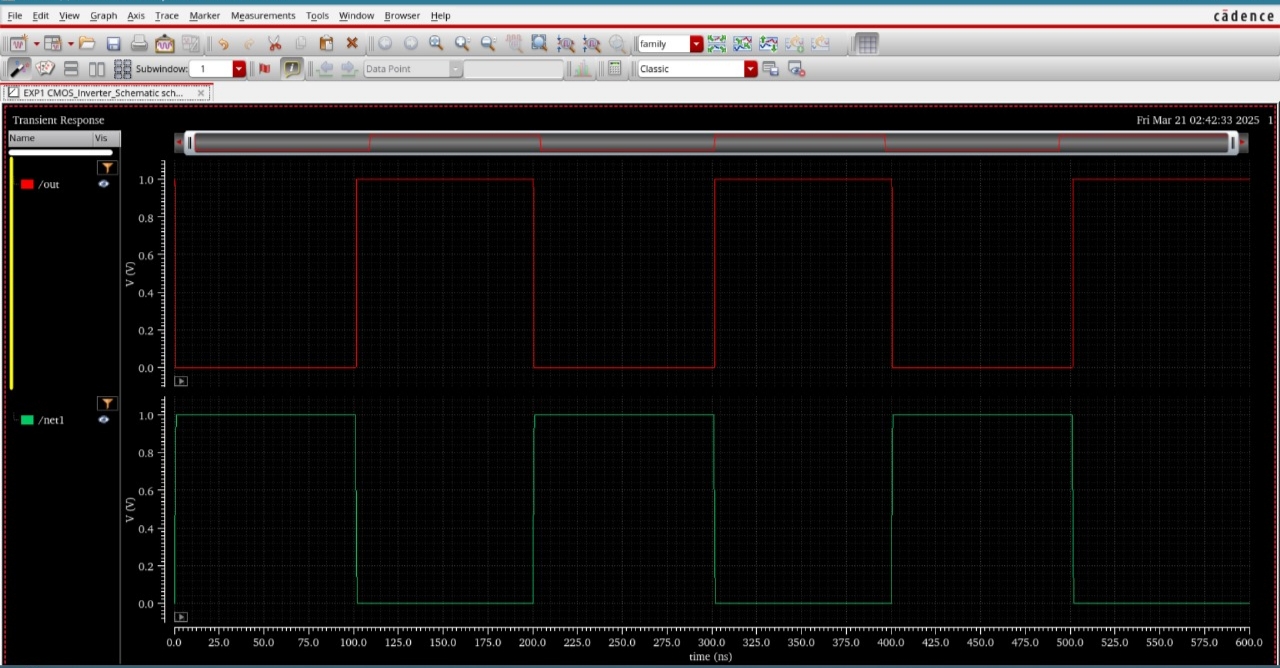 File Edit View Graph Axis Trace Marker Measurements Tools Window Browser Help
cādence
family
Subwindow: 1
Data Point
Classic
EXP1 CMOS_Inverter_Schematic sch...
Transient Response
Fri Mar 21 02:42:33 2025 1
Name Vis
/out
1.0
0.8
0.6
0.4
0.2
0.0
V (V)
/net1
1.0
0.8
0.6
0.4
0.2
0.0
V (V)
0.0 25.0 50.0 75.0 100.0 125.0 150.0 175.0 200.0 225.0 250.0 275.0 300.0 325.0 350.0 375.0 400.0 425.0 450.0 475.0 500.0 525.0 550.0 575.0 600.0
time (ns)